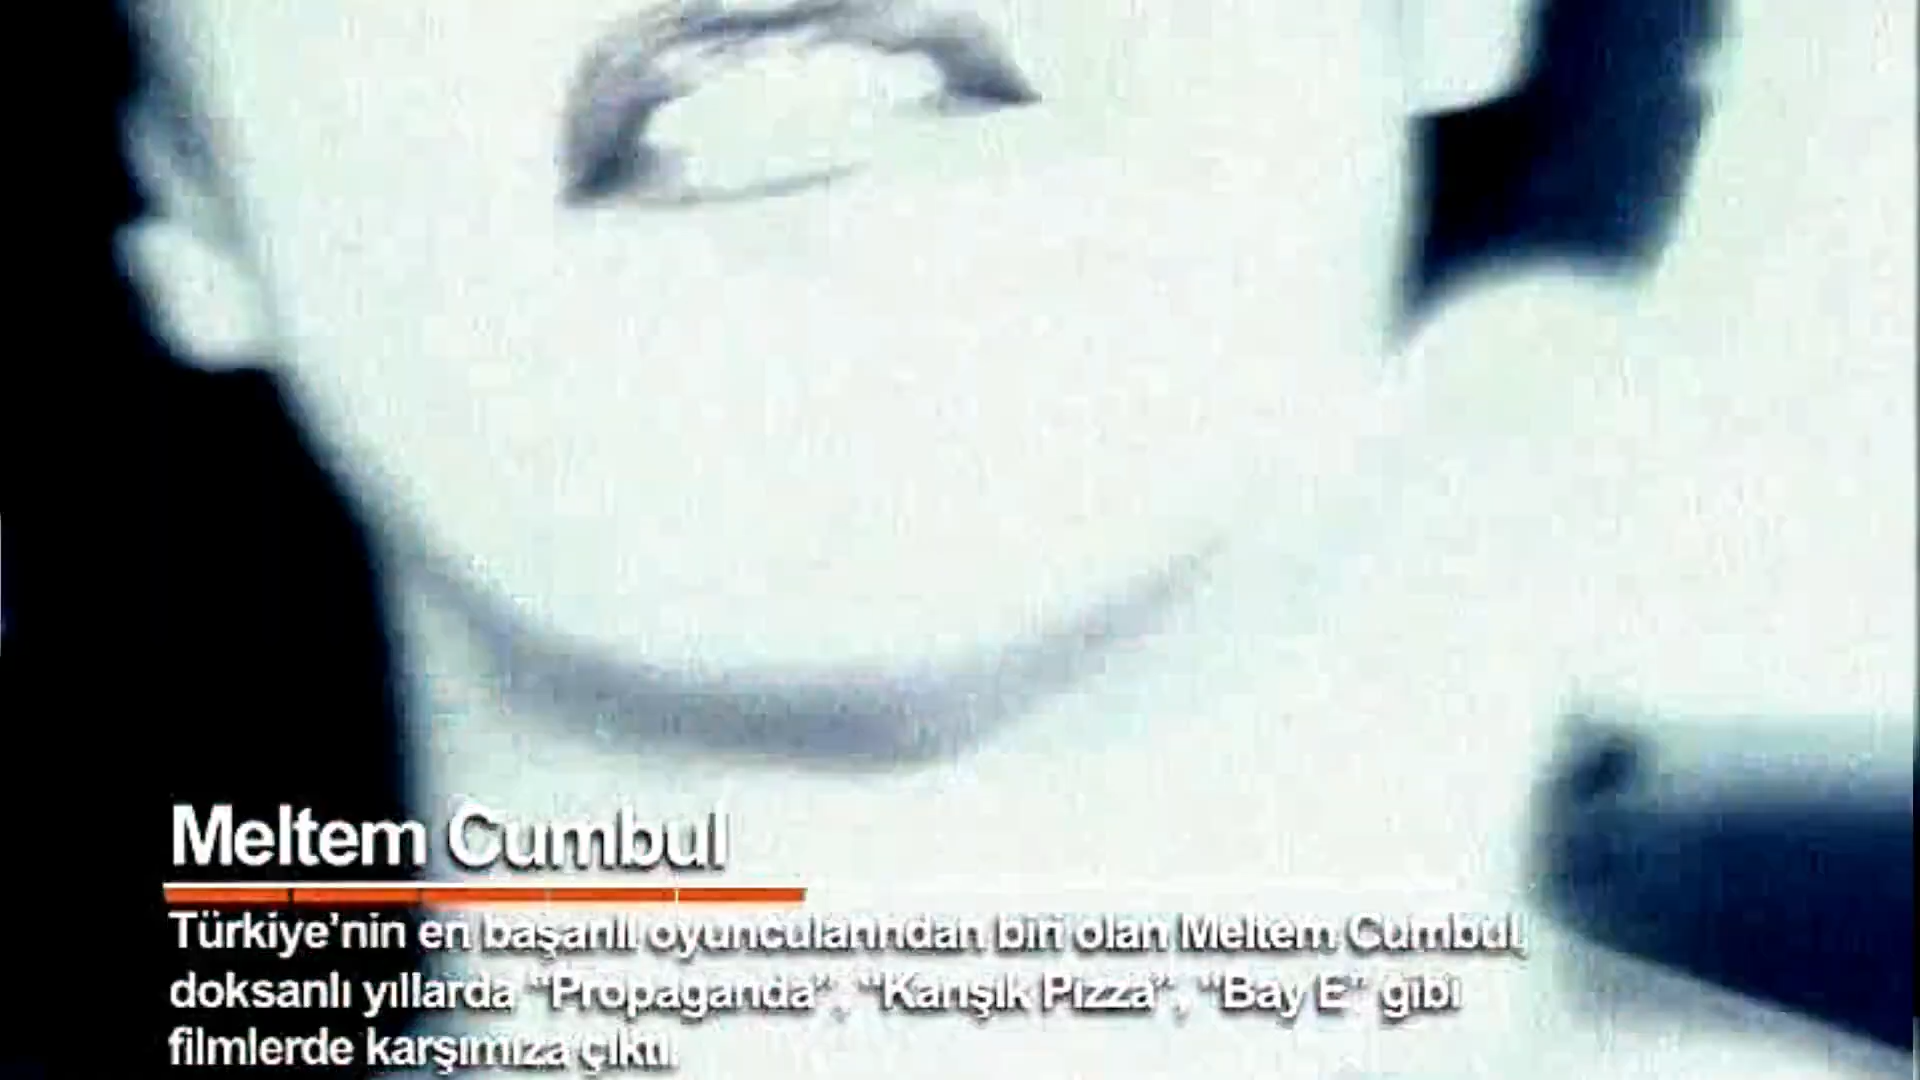 Meltem Cumbul
Türkiye'nin en başarılı oyuncularından biri olan Meltem Cumbul,
doksanlı yıllarda "Propaganda", "Karışık Pizza", "Bay E" gibi
filmlerde karşımıza çıktı.